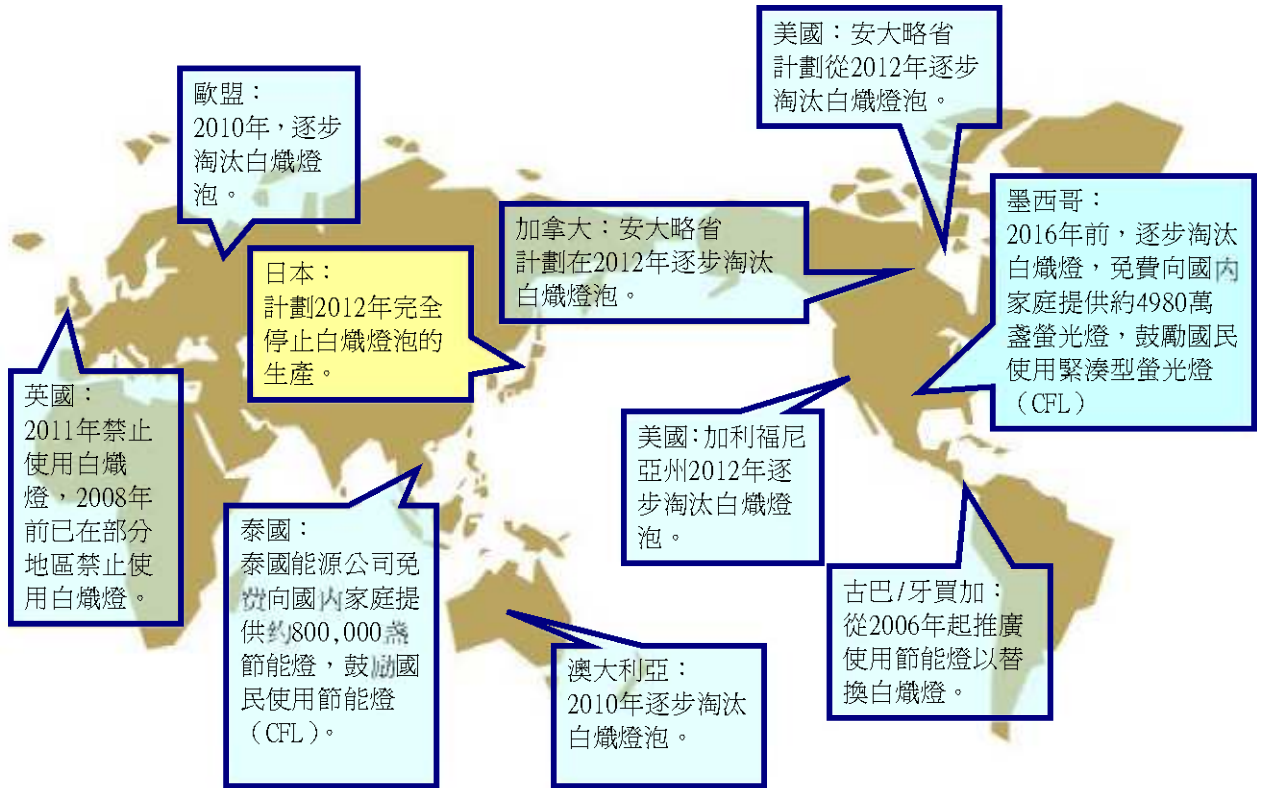 美國：安大略省
計劃從2012年逐步
淘汰白熾燈泡。
歐盟：
2010年，逐步
淘汰白熾燈
泡。
墨西哥：
2016年前，逐步淘汰
白熾燈，免費向國內
家庭提供約4980萬
盞螢光燈，鼓勵國民
使用緊湊型螢光燈
（CFL)
加拿大：安大略省
計劃在2012年逐步淘汰
白熾燈泡。
日本：
計劃2012年完全
停止白熾燈泡的
生產。
英國：
2011年禁止
使用白熾
燈，2008年
前已在部分
地區禁止使
用白熾燈。
美國：加利福尼
亞州2012年逐
步淘汰白熾燈
泡。
泰國：
泰國能源公司免
費向國內家庭提
供约800,000盏
節能燈，鼓励國
民使用節能燈
（CFL)。
古巴/牙買加：
從2006年起推廣
使用節能燈以替
換白熾燈。
澳大利亞：
2010年逐步淘汰
白熾燈泡。